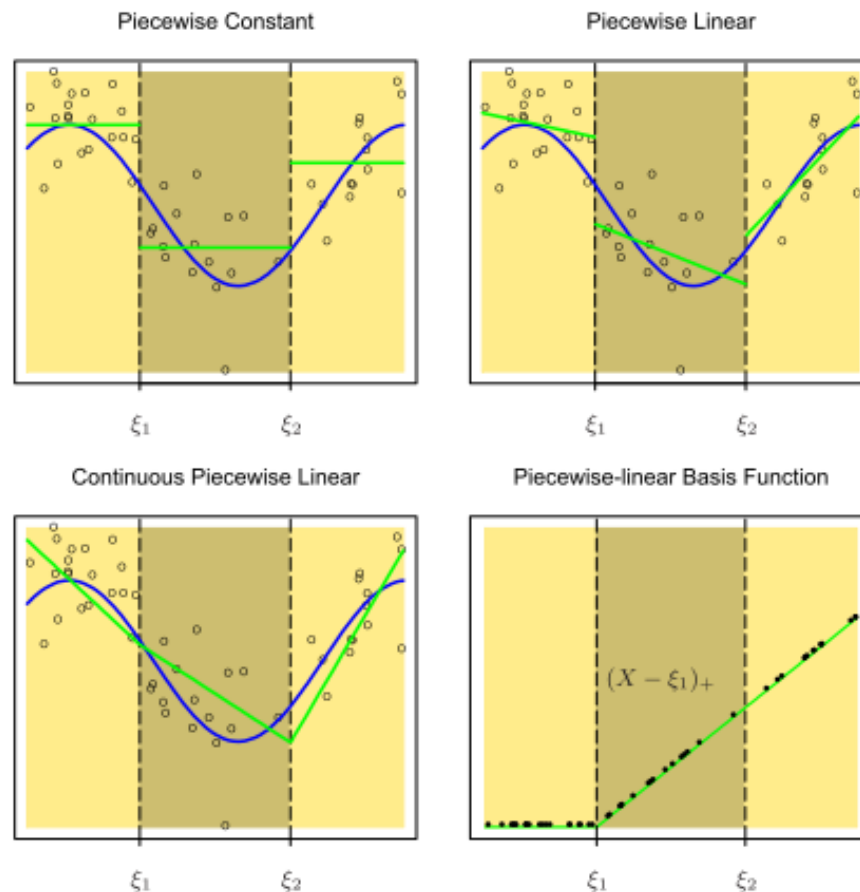 Piecewise Constant
Piecewise Linear
ξ₁ ξ₂
ξ₁ ξ₂
Continuous Piecewise Linear
Piecewise-linear Basis Function
(X − ξ₁)₊
ξ₁ ξ₂
ξ₁ ξ₂